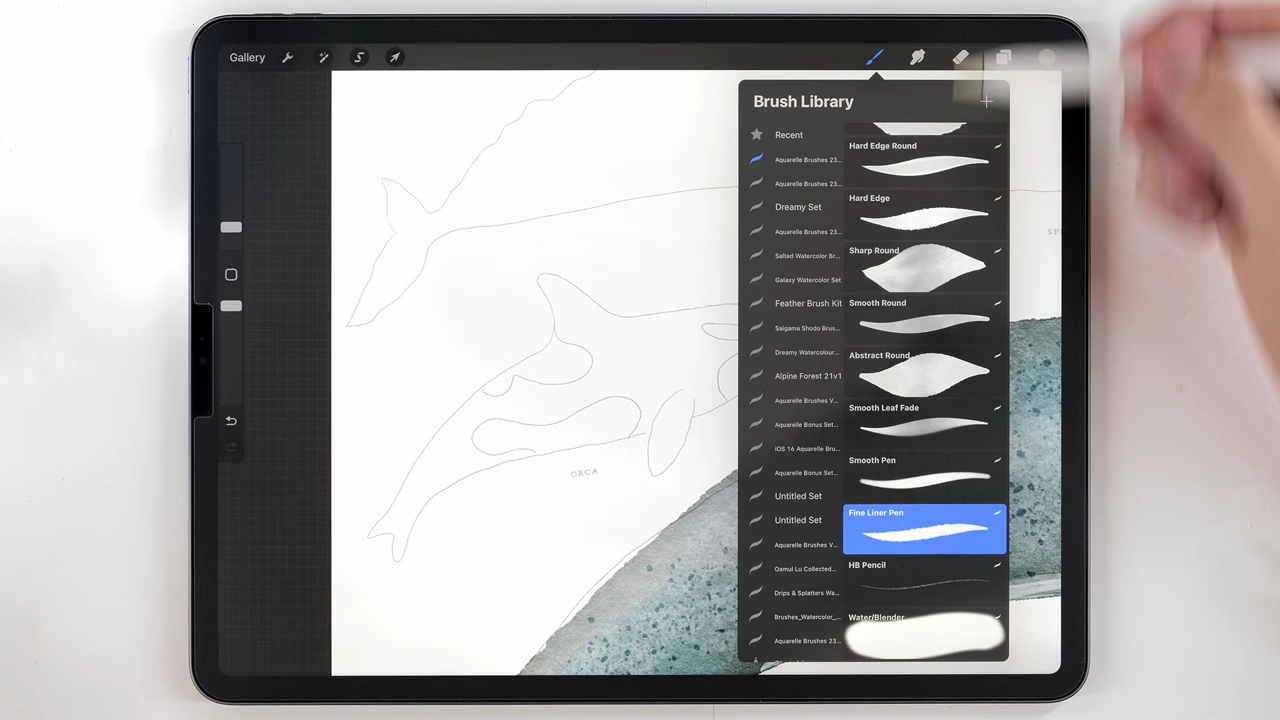 Gallery
Brush Library
Recent
Aquarelle Brushes 23...
Aquarelle Brushes 23...
Dreamy Set
Aquarelle Brushes 23...
Salted Watercolor Br...
Galaxy Watercolor Set
Feather Brush Kit
Saigama Shodo Brus...
Dreamy Watercolour...
Alpine Forest 21v1
Aquarelle Brushes V...
Aquarelle Bonus Set...
iOS 16 Aquarelle Bru...
Aquarelle Bonus Set...
Untitled Set
Untitled Set
Aquarelle Brushes V...
Oamul Lu Collected...
Drips & Splatters Wa...
Brushes_Watercolor_...
Aquarelle Brushes 23...
Hard Edge Round
Hard Edge
Sharp Round
Smooth Round
Abstract Round
Smooth Leaf Fade
Smooth Pen
Fine Liner Pen
HB Pencil
Water/Blender
ORCA
SP